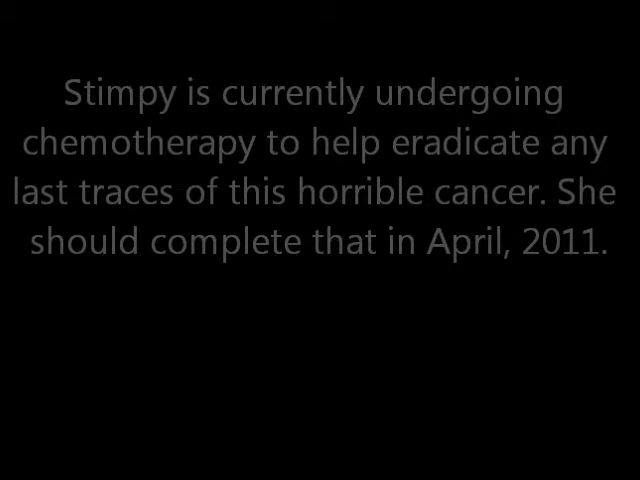 Stimpy is currently undergoing
chemotherapy to help eradicate any
last traces of this horrible cancer. She
should complete that in April, 2011.